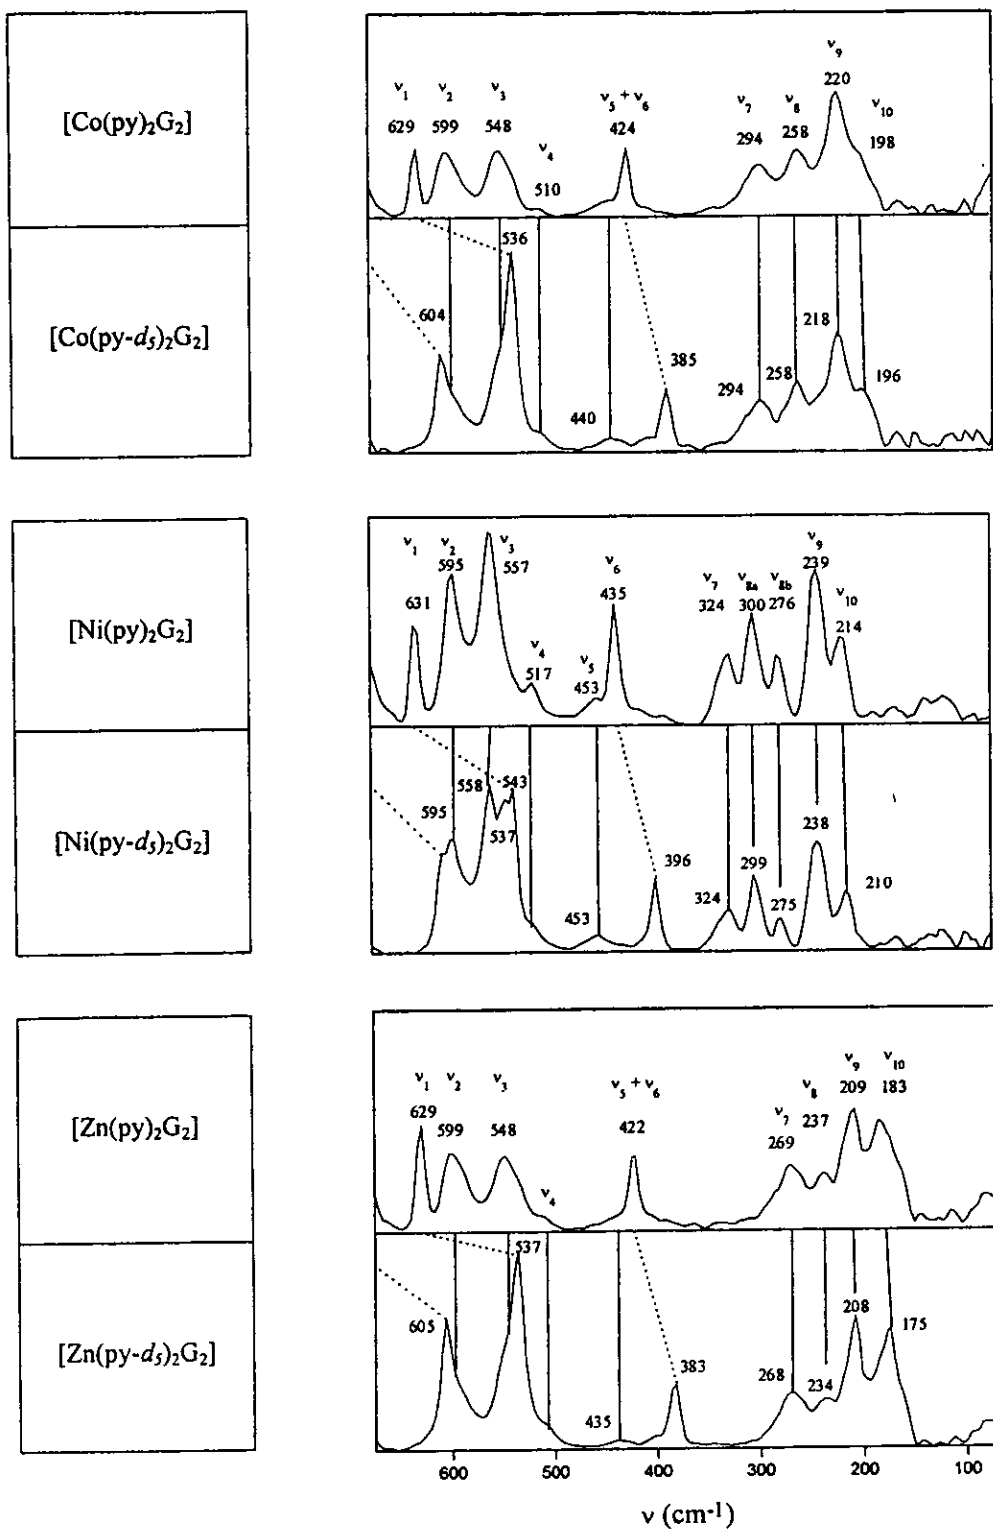 [Co(py)₂G₂]
ν₁ ν₂ ν₃ ν₄ ν₅ + ν₆ ν₇ ν₈ ν₉ ν₁₀
629 599 548 510 424 294 258 220 198
[Co(py-d₅)₂G₂]
604 536 440 385 294 258 218 196
[Ni(py)₂G₂]
ν₁ ν₂ ν₃ ν₄ ν₅ ν₆ ν₇ ν₈ₐ ν₈b ν₉ ν₁₀
631 595 557 517 453 435 324 300 276 239 214
[Ni(py-d₅)₂G₂]
595 558 537 543 453 396 324 299 275 238 210
[Zn(py)₂G₂]
ν₁ ν₂ ν₃ ν₄ ν₅ + ν₆ ν₇ ν₈ ν₉ ν₁₀
629 599 548 422 269 237 209 183
[Zn(py-d₅)₂G₂]
605 537 435 383 268 234 208 175
600 500 400 300 200 100
ν (cm⁻¹)